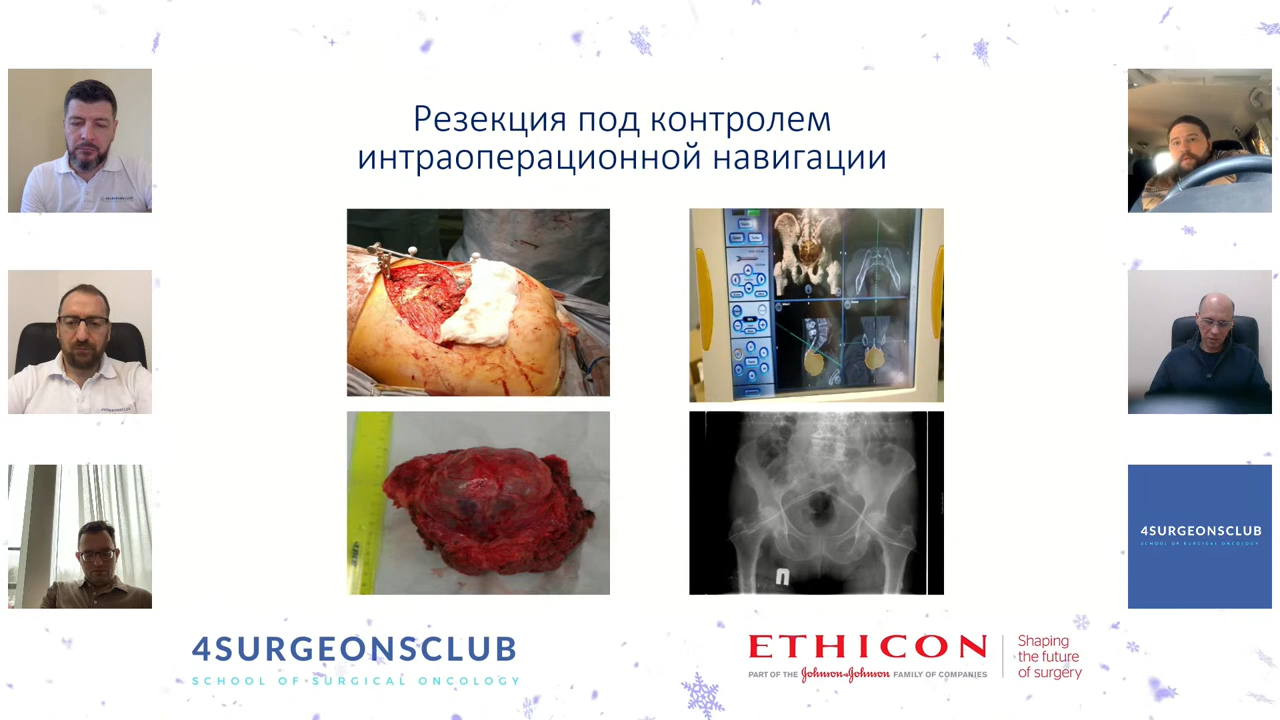 Резекция под контролем
интраоперационной навигации
П
4SURGEONSCLUB
SCHOOL OF SURGICAL ONCOLOGY
4SURGEONSCLUB
SCHOOL OF SURGICAL ONCOLOGY
ETHICON
PART OF THE Johnson & Johnson FAMILY OF COMPANIES
Shaping
the future
of surgery